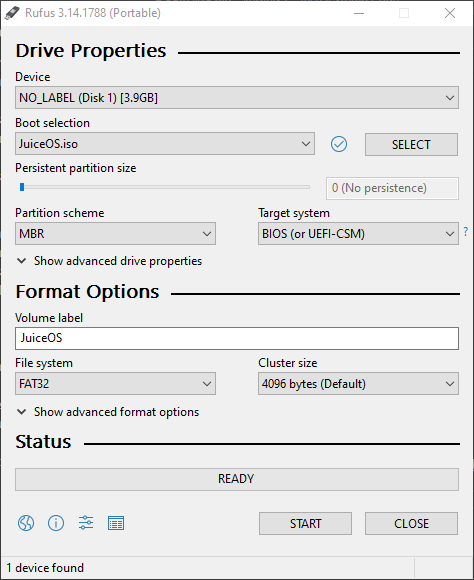 Rufus 3.14.1788 (Portable)
Drive Properties
Device
NO_LABEL (Disk 1) [3.9GB]
Boot selection
JuiceOS.iso
SELECT
Persistent partition size
0 (No persistence)
Partition scheme
Target system
MBR
BIOS (or UEFI-CSM)
?
Show advanced drive properties
Format Options
Volume label
JuiceOS
File system
Cluster size
FAT32
4096 bytes (Default)
Show advanced format options
Status
READY
START
CLOSE
1 device found